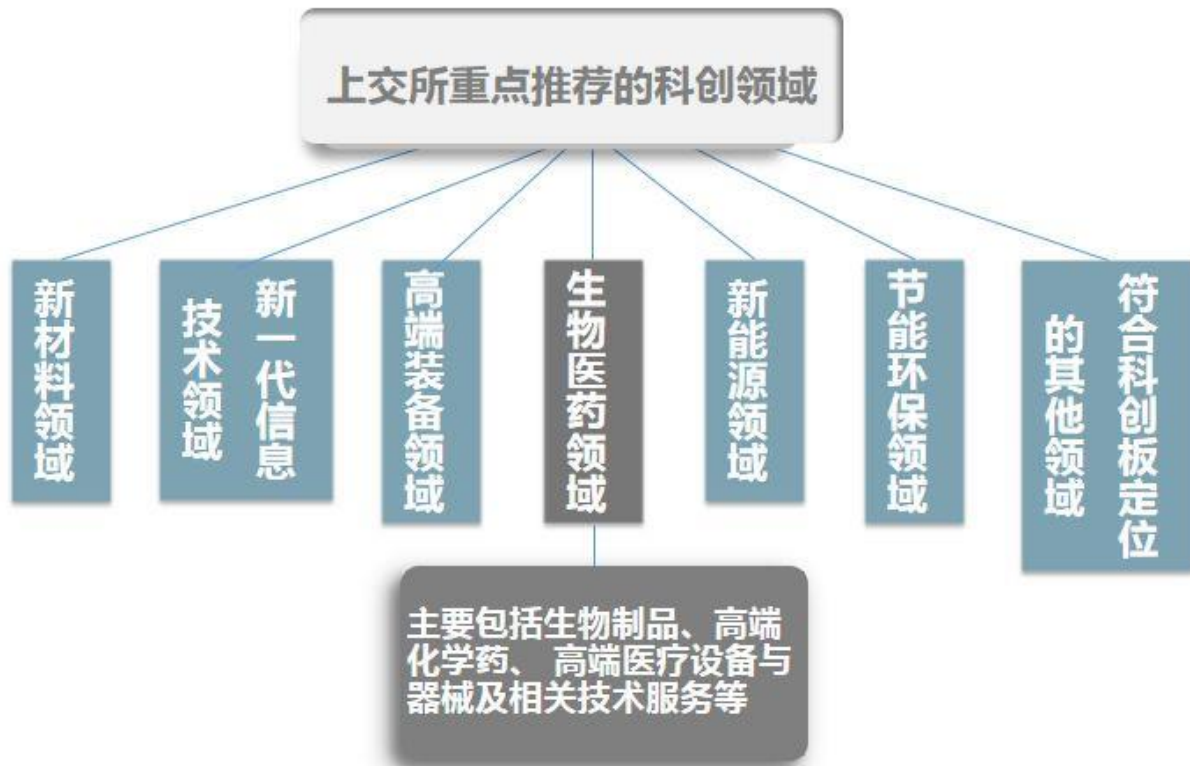 上交所重点推荐的科创领域
新材料领域
新一代信息
技术领域
高端装备领域
生物医药领域
新能源领域
节能环保领域
符合科创板定位
的其他领域
主要包括生物制品、高端
化学药、 高端医疗设备与
器械及相关技术服务等